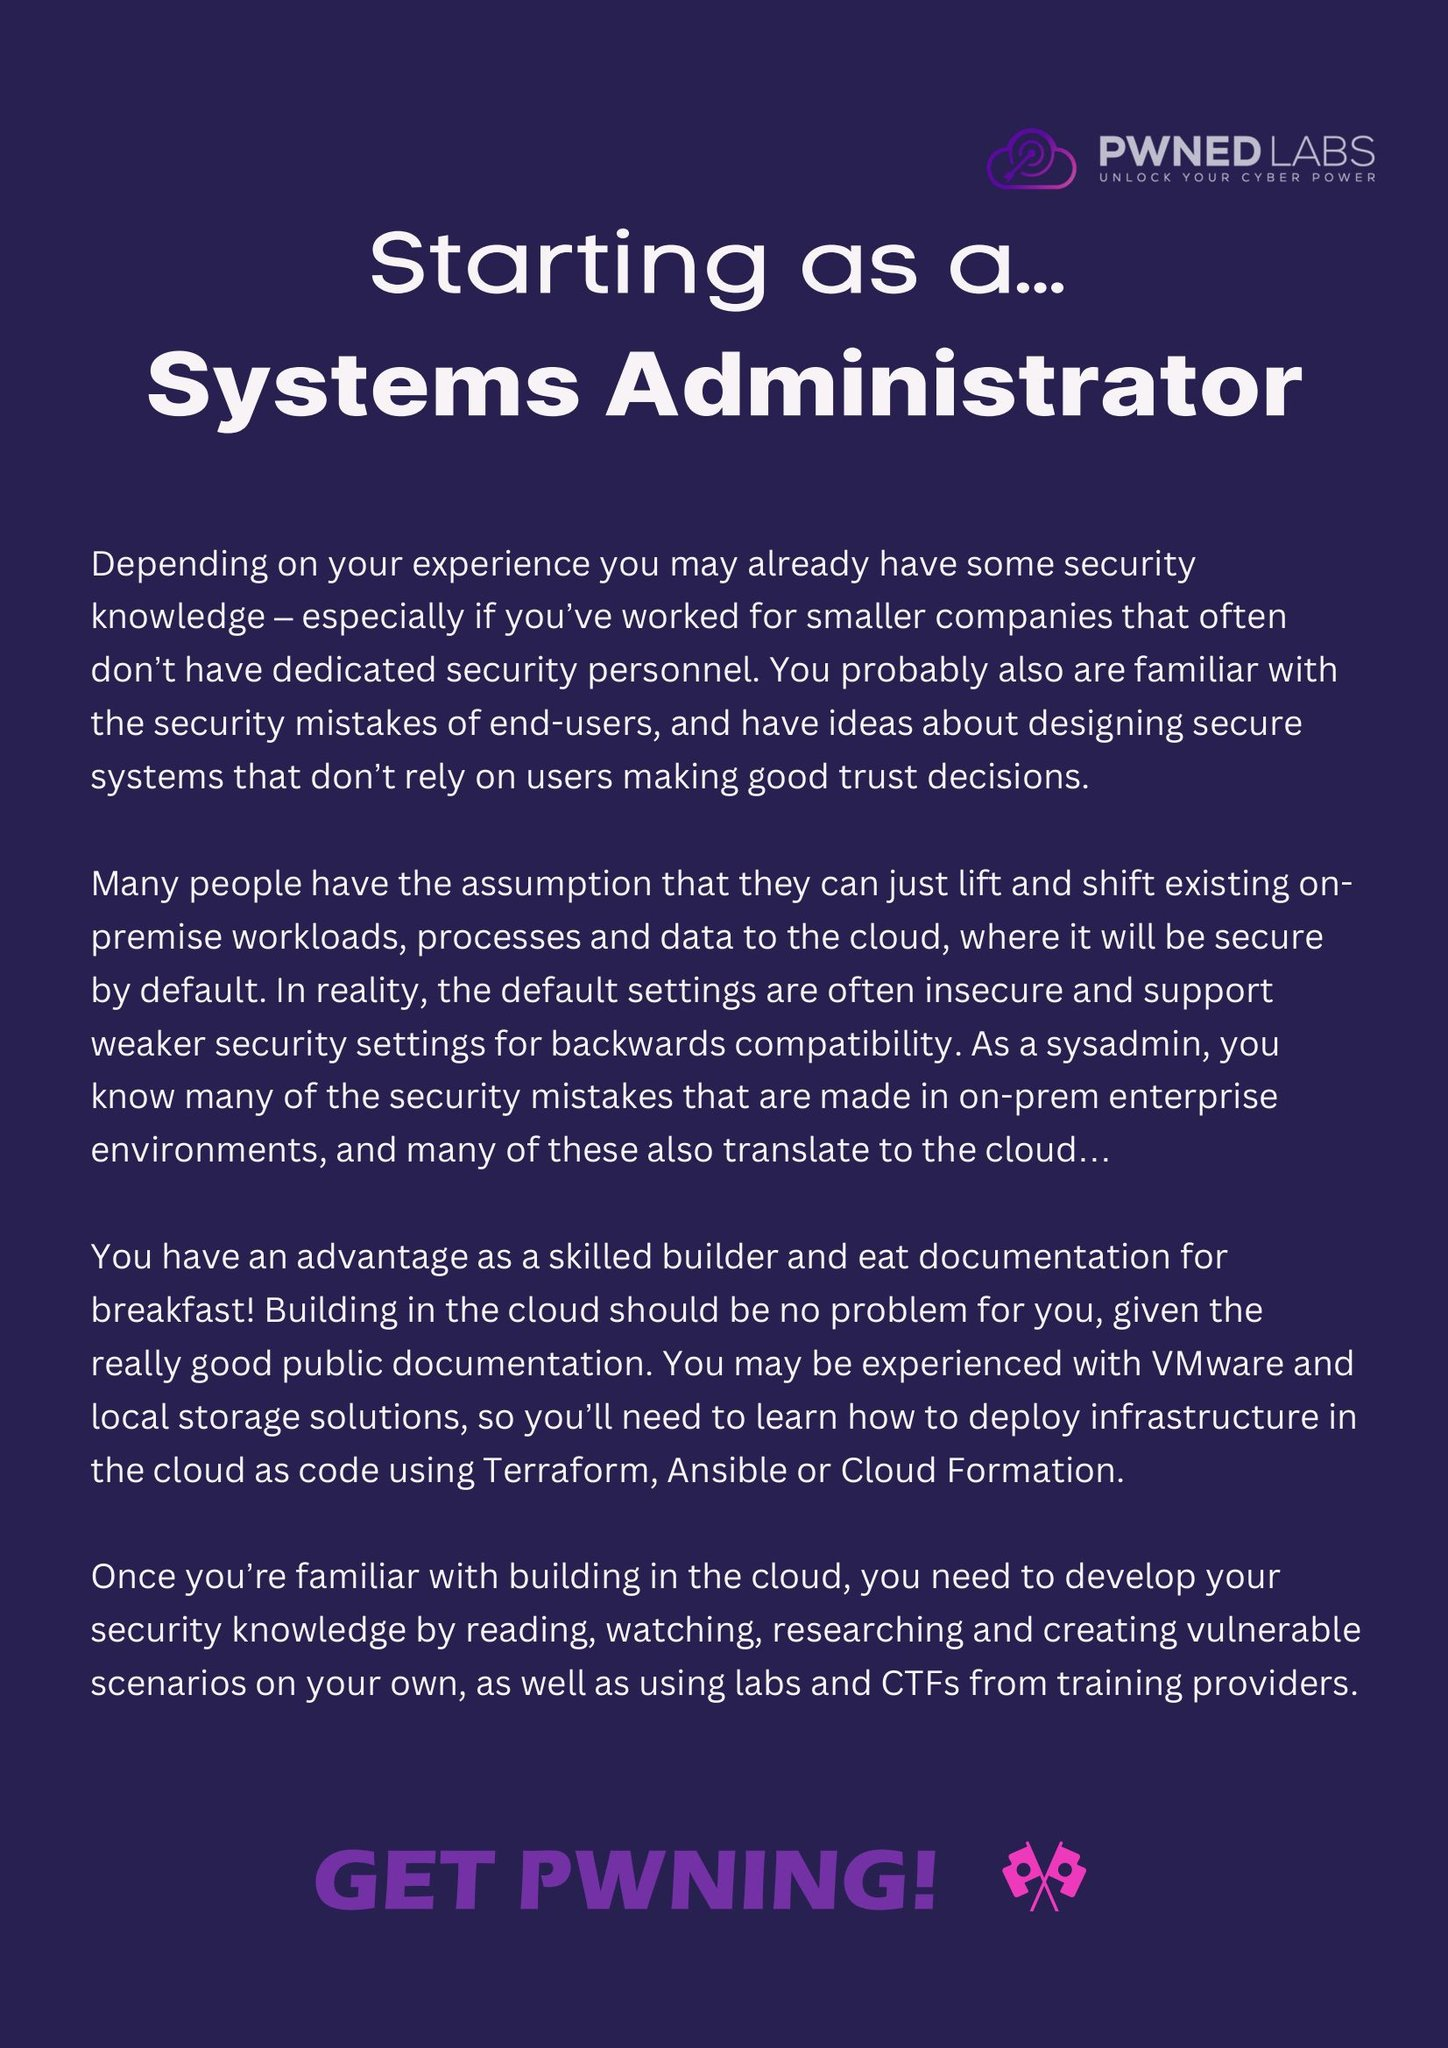 PWNED LABS
UNLOCK YOUR CYBER POWER
Starting as a...
Systems Administrator
Depending on your experience you may already have some security
knowledge – especially if you’ve worked for smaller companies that often
don’t have dedicated security personnel. You probably also are familiar with
the security mistakes of end-users, and have ideas about designing secure
systems that don’t rely on users making good trust decisions.
Many people have the assumption that they can just lift and shift existing on-
premise workloads, processes and data to the cloud, where it will be secure
by default. In reality, the default settings are often insecure and support
weaker security settings for backwards compatibility. As a sysadmin, you
know many of the security mistakes that are made in on-prem enterprise
environments, and many of these also translate to the cloud...
You have an advantage as a skilled builder and eat documentation for
breakfast! Building in the cloud should be no problem for you, given the
really good public documentation. You may be experienced with VMware and
local storage solutions, so you’ll need to learn how to deploy infrastructure in
the cloud as code using Terraform, Ansible or Cloud Formation.
Once you’re familiar with building in the cloud, you need to develop your
security knowledge by reading, watching, researching and creating vulnerable
scenarios on your own, as well as using labs and CTFs from training providers.
GET PWNING!